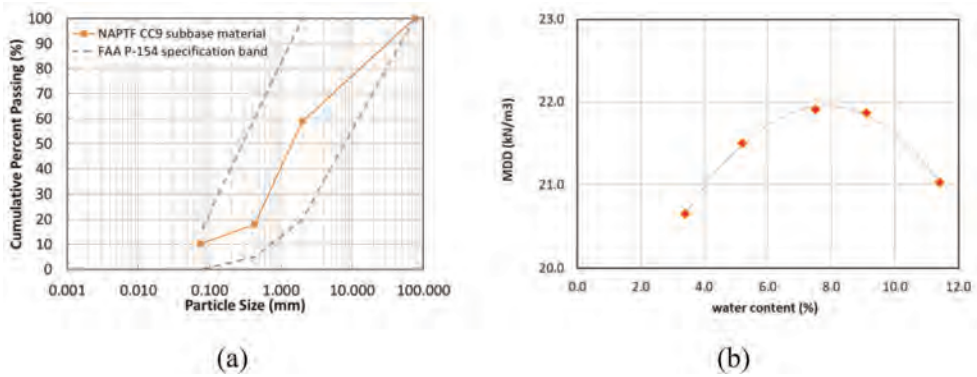 100
90
80
70
60
50
40
30
20
10
0
Cumulative Percent Passing (%)
NAPTF CC9 subbase material
FAA P-154 specification band
0.001 0.010 0.100 1.000 10.000 100.000
Particle Size (mm)
(a)
23.0
22.0
21.0
20.0
MDD (kN/m3)
2.0 4.0 6.0 8.0 10.0 12.0
water content (%)
(b)